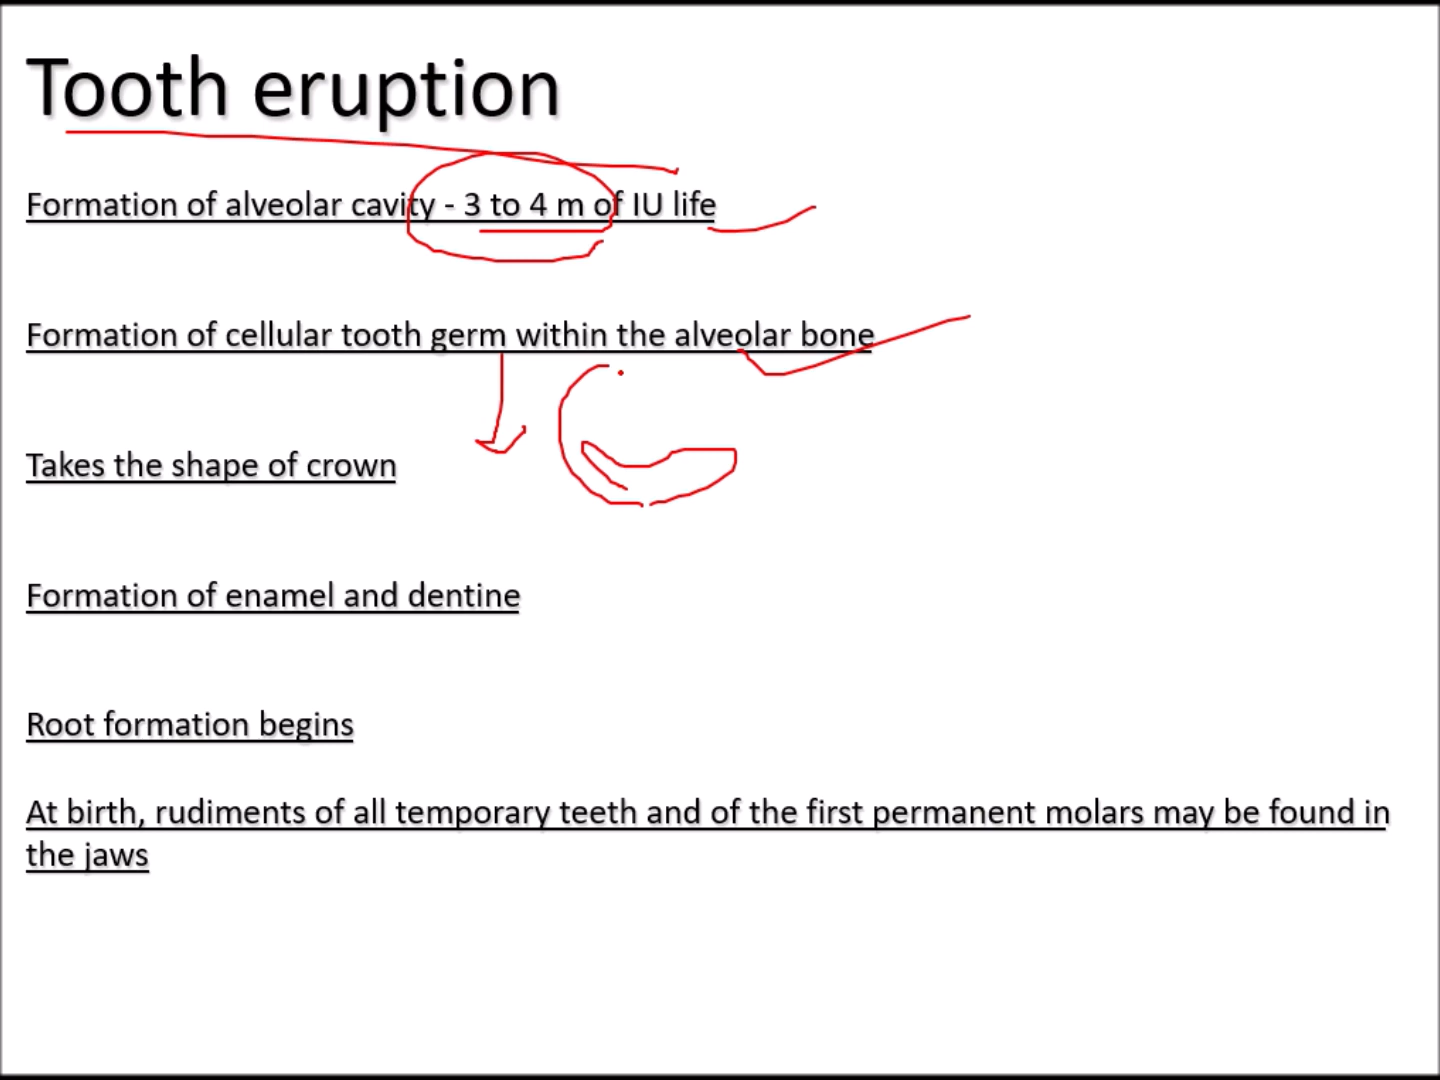 Tooth eruption
Formation of alveolar cavity - 3 to 4 m of IU life
Formation of cellular tooth germ within the alveolar bone
Takes the shape of crown
Formation of enamel and dentine
Root formation begins
At birth, rudiments of all temporary teeth and of the first permanent molars may be found in
the jaws